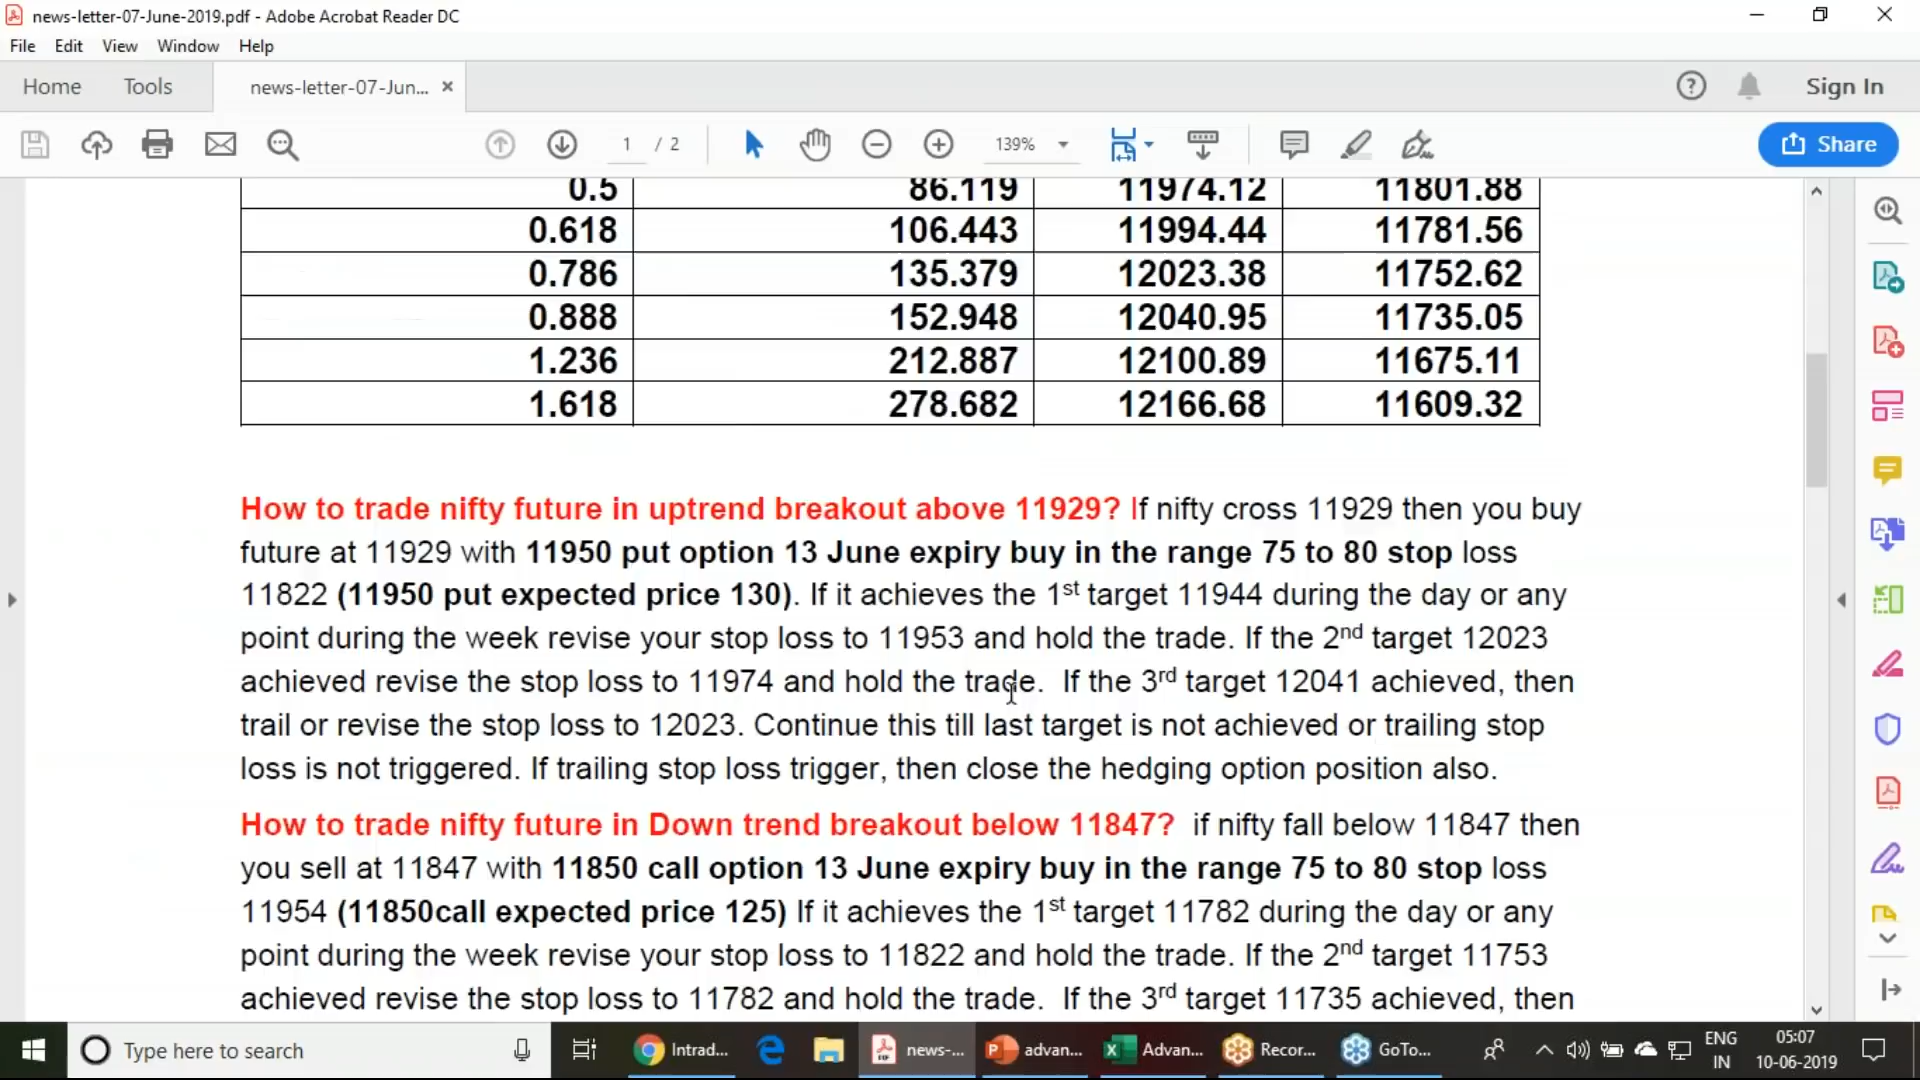 news-letter-07-June-2019.pdf - Adobe Acrobat Reader DC
File Edit View Window Help
Home Tools news-letter-07-Jun... × Sign In
1 / 2 139% Share
0.5 86.119 11974.12 11801.88
0.618 106.443 11994.44 11781.56
0.786 135.379 12023.38 11752.62
0.888 152.948 12040.95 11735.05
1.236 212.887 12100.89 11675.11
1.618 278.682 12166.68 11609.32
How to trade nifty future in uptrend breakout above 11929? If nifty cross 11929 then you buy
future at 11929 with 11950 put option 13 June expiry buy in the range 75 to 80 stop loss
11822 (11950 put expected price 130). If it achieves the 1st target 11944 during the day or any
point during the week revise your stop loss to 11953 and hold the trade. If the 2nd target 12023
achieved revise the stop loss to 11974 and hold the trade. If the 3rd target 12041 achieved, then
trail or revise the stop loss to 12023. Continue this till last target is not achieved or trailing stop
loss is not triggered. If trailing stop loss trigger, then close the hedging option position also.
How to trade nifty future in Down trend breakout below 11847? if nifty fall below 11847 then
you sell at 11847 with 11850 call option 13 June expiry buy in the range 75 to 80 stop loss
11954 (11850call expected price 125) If it achieves the 1st target 11782 during the day or any
point during the week revise your stop loss to 11822 and hold the trade. If the 2nd target 11753
achieved revise the stop loss to 11782 and hold the trade. If the 3rd target 11735 achieved, then
Type here to search Intrad... news-... advan... Advan... Recor... GoTo... ENG 05:07
IN 10-06-2019